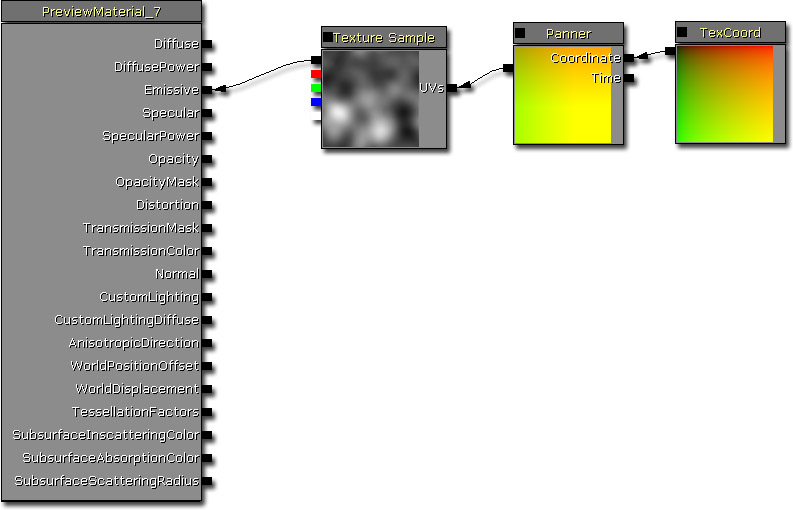 PreviewMaterial_7
Diffuse
DiffusePower
Emissive
Specular
SpecularPower
Opacity
OpacityMask
Distortion
TransmissionMask
TransmissionColor
Normal
CustomLighting
CustomLightingDiffuse
AnisotropicDirection
WorldPositionOffset
WorldDisplacement
TessellationFactors
SubsurfaceInscatteringColor
SubsurfaceAbsorptionColor
SubsurfaceScatteringRadius
Texture Sample
UVs
Panner
Coordinate
Time
TexCoord